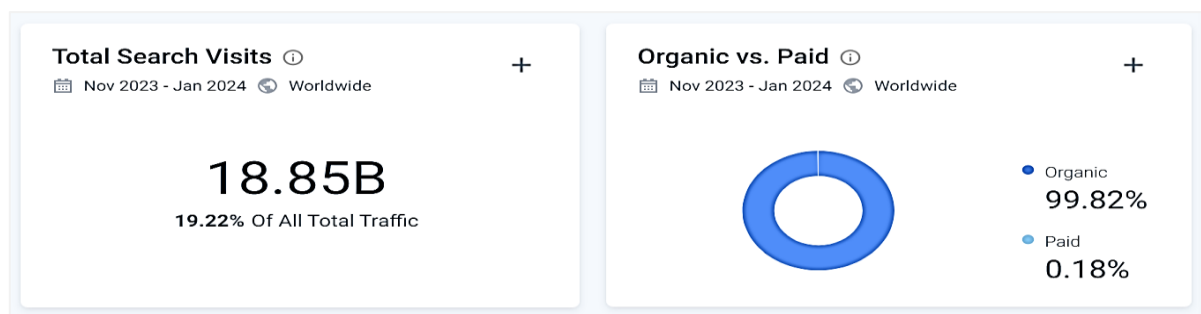 Total Search Visits
Nov 2023 - Jan 2024 Worldwide
18.85B
19.22% Of All Total Traffic
Organic vs. Paid
Nov 2023 - Jan 2024 Worldwide
Organic
99.82%
Paid
0.18%